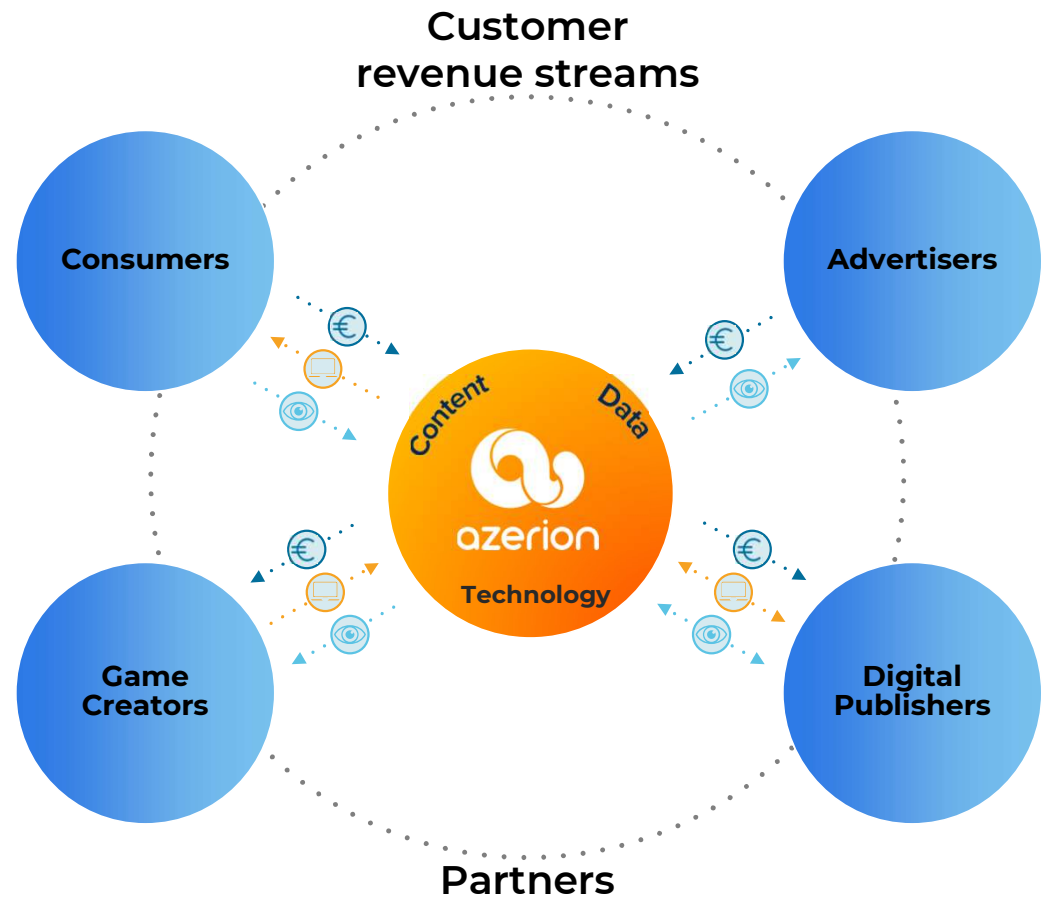 Customer
revenue streams
Consumers
Advertisers
€
€
Content
Data
azerion
Technology
€
€
Game
Creators
Digital
Publishers
Partners